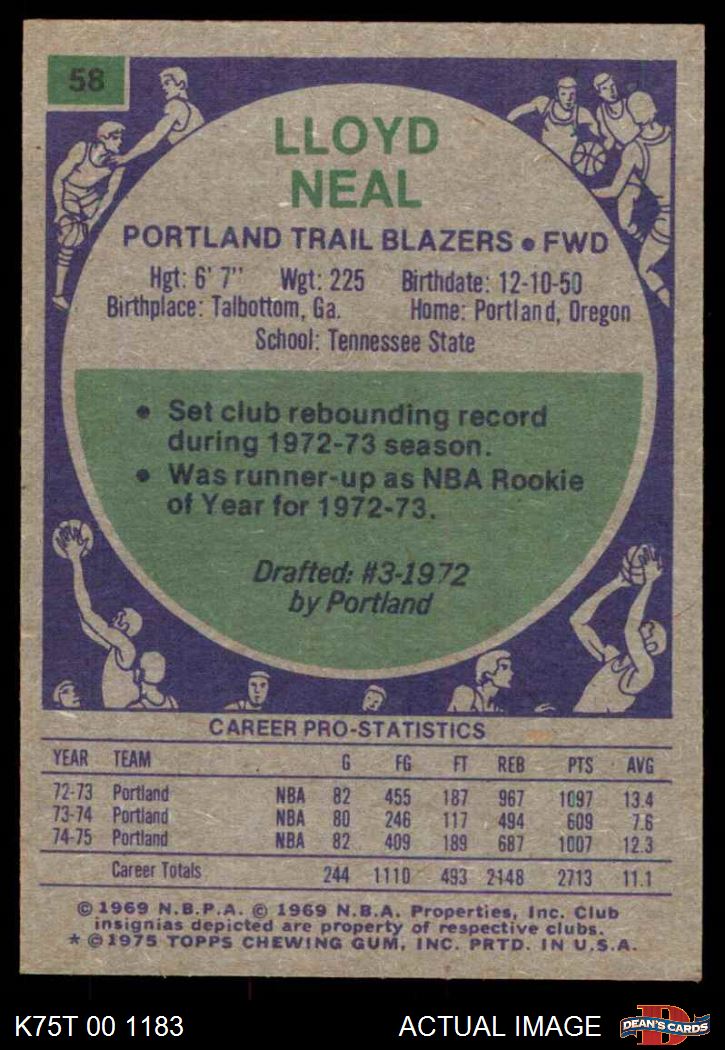 58
LLOYD
NEAL
PORTLAND TRAIL BLAZERS • FWD
Hgt: 6' 7" Wgt: 225 Birthdate: 12-10-50
Birthplace: Talbottom, Ga. Home: Portland, Oregon
School: Tennessee State
• Set club rebounding record
during 1972-73 season.
• Was runner-up as NBA Rookie
of Year for 1972-73.
Drafted: #3-1972
by Portland
CAREER PRO-STATISTICS
YEAR TEAM G FG FT REB PTS AVG
72-73 Portland NBA 82 455 187 967 1097 13.4
73-74 Portland NBA 80 246 117 494 609 7.6
74-75 Portland NBA 82 409 189 687 1007 12.3
Career Totals 244 1110 493 2148 2713 11.1
© 1969 N.B.P.A. © 1969 N.B.A. Properties, Inc. Club
insignias depicted are property of respective clubs.
* © 1975 TOPPS CHEWING GUM, INC. PRTD. IN U.S.A.
K75T 00 1183 ACTUAL IMAGE D DEAN'S CARDS